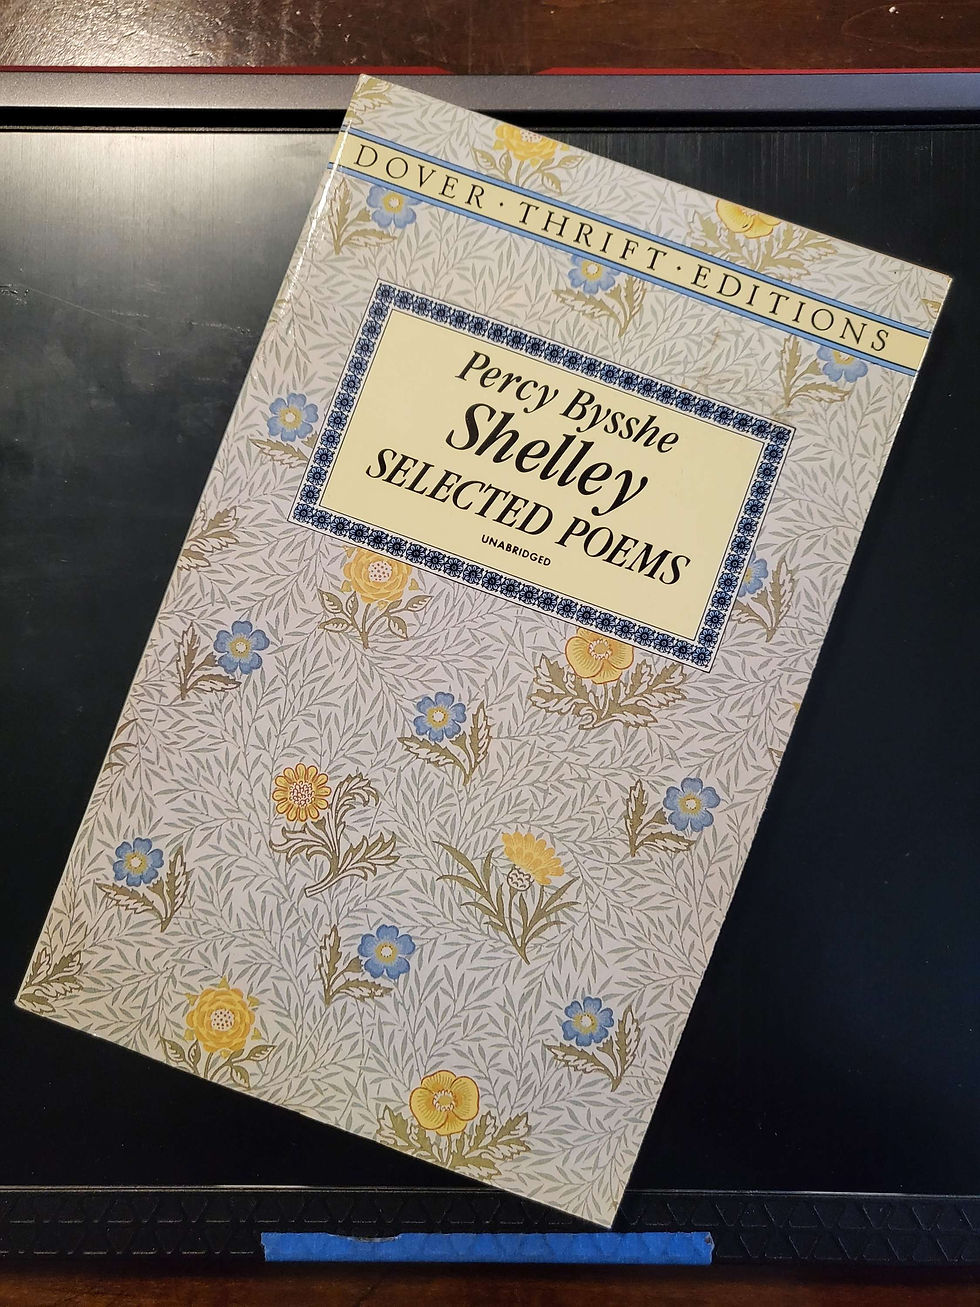 DOVER · THRIFT · EDITIONS
Percy Bysshe
Shelley
SELECTED POEMS
UNABRIDGED